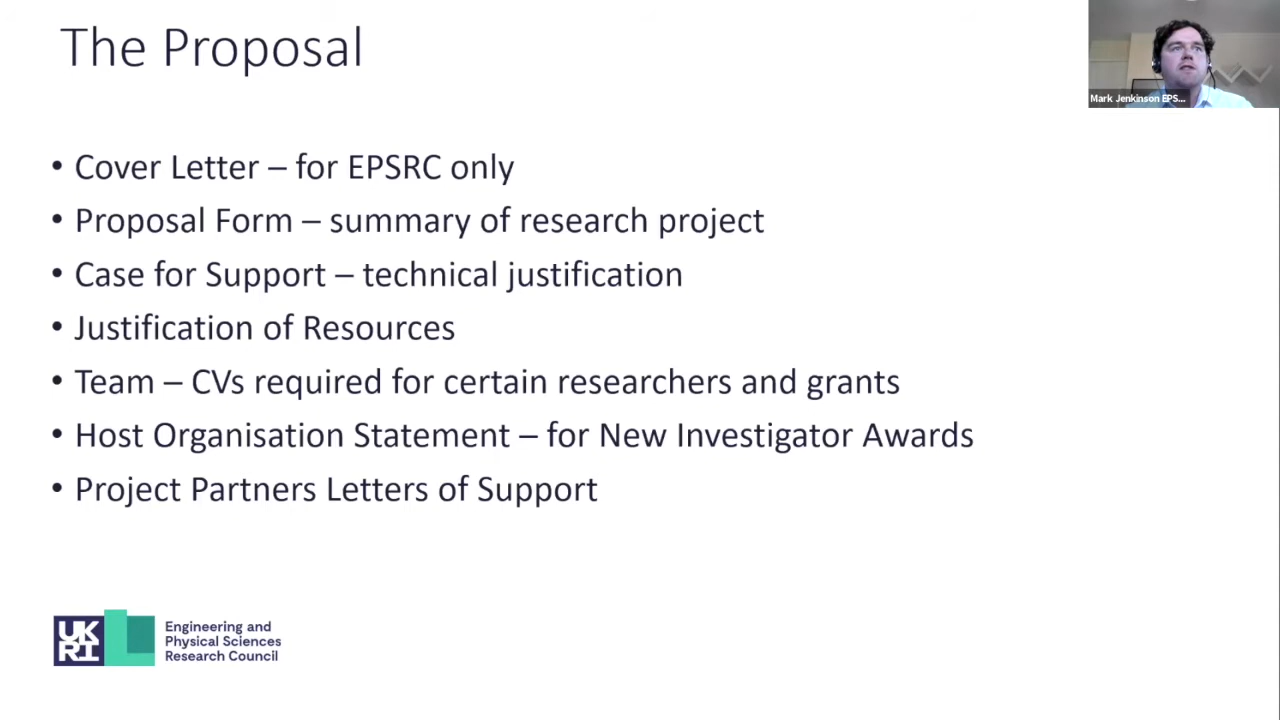 The Proposal
Mark Jenkinson EPS...
• Cover Letter – for EPSRC only
• Proposal Form – summary of research project
• Case for Support – technical justification
• Justification of Resources
• Team – CVs required for certain researchers and grants
• Host Organisation Statement – for New Investigator Awards
• Project Partners Letters of Support
UK
RI
Engineering and
Physical Sciences
Research Council